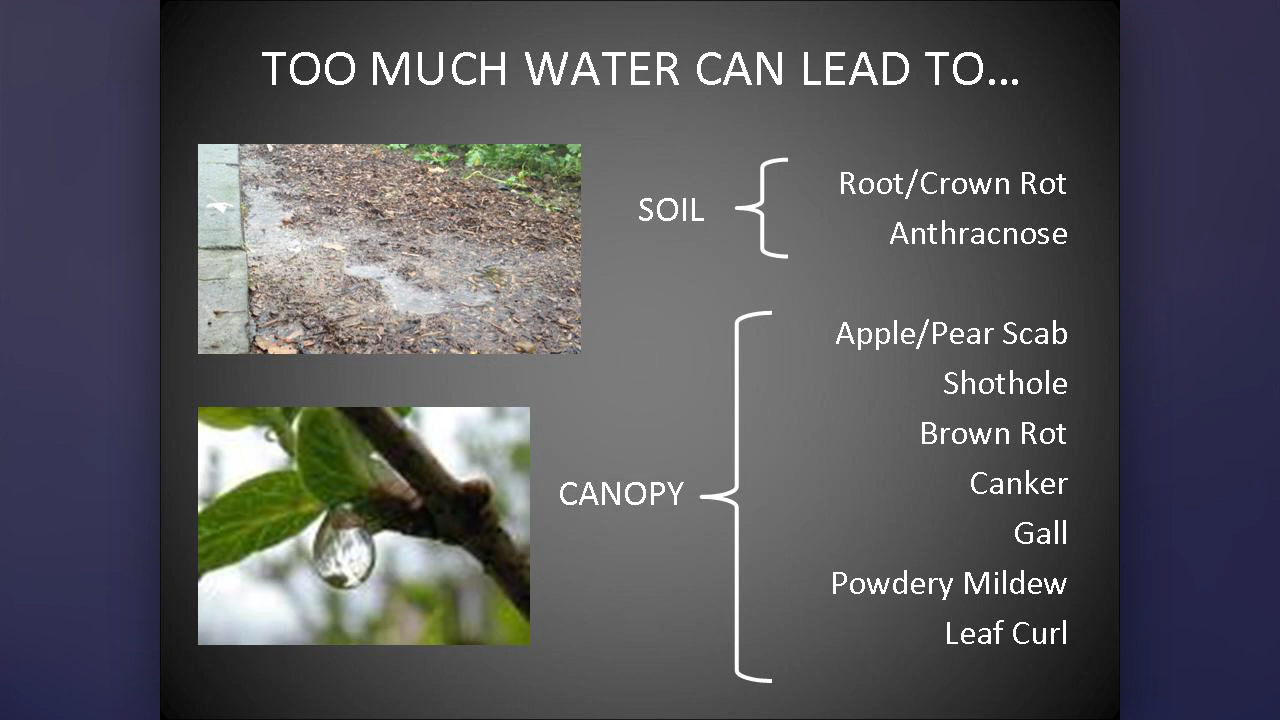 TOO MUCH WATER CAN LEAD TO…
SOIL
Root/Crown Rot
Anthracnose
CANOPY
Apple/Pear Scab
Shothole
Brown Rot
Canker
Gall
Powdery Mildew
Leaf Curl